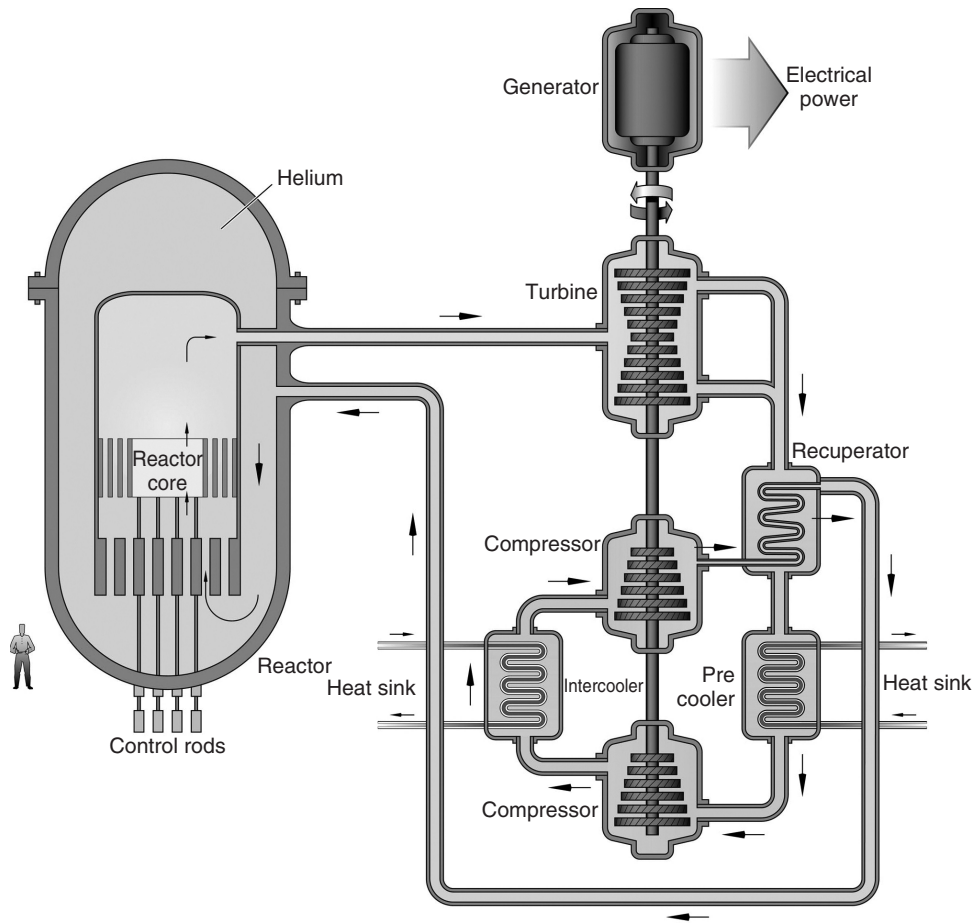 Generator
Electrical
power
Helium
Turbine
Reactor
core
Recuperator
Compressor
Reactor
Heat sink
Intercooler
Pre
cooler
Heat sink
Control rods
Compressor